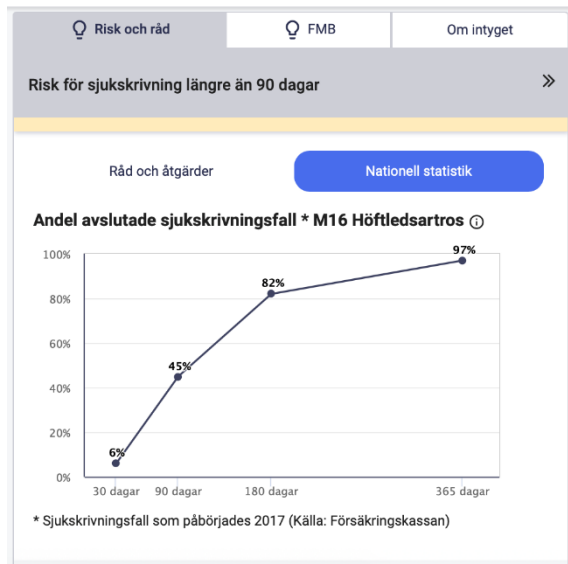 Risk och råd
FMB
Om intyget
Risk för sjukskrivning längre än 90 dagar
Råd och åtgärder
Nationell statistik
Andel avslutade sjukskrivningsfall * M16 Höftledsartros
100%
80%
60%
40%
20%
0%
6%
45%
82%
97%
30 dagar
90 dagar
180 dagar
365 dagar
* Sjukskrivningsfall som påbörjades 2017 (Källa: Försäkringskassan)